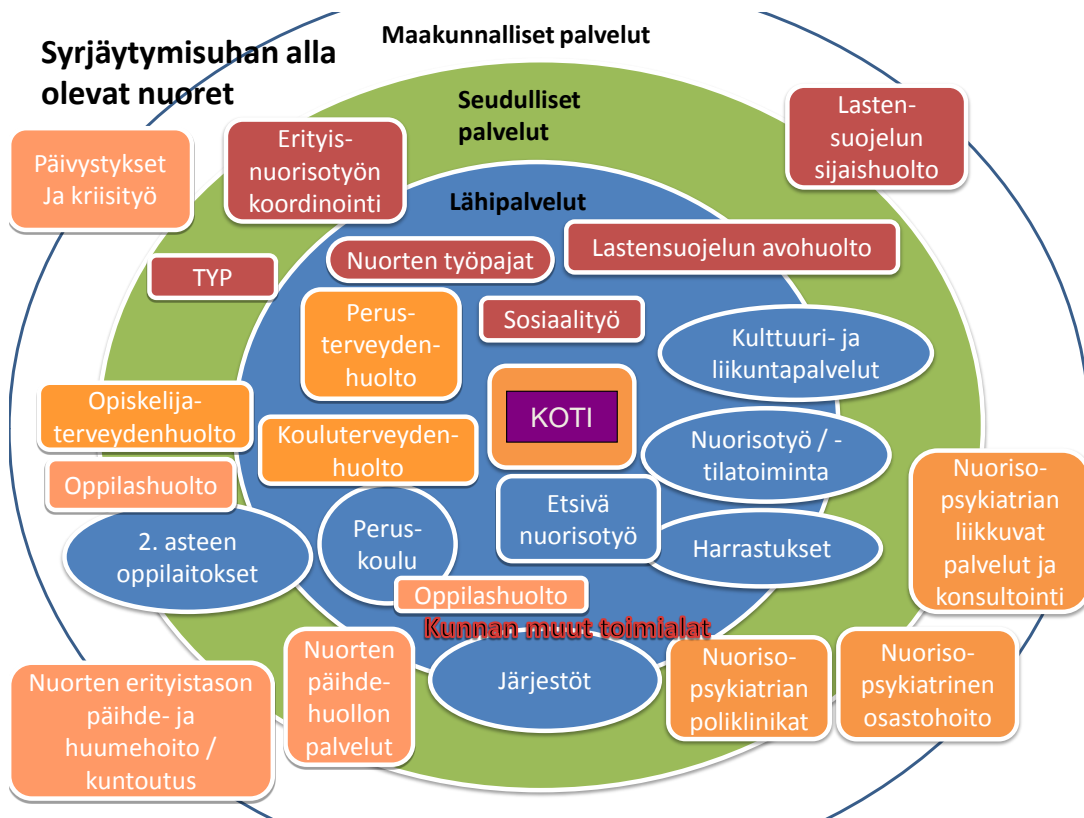 Syrjäytymisuhan alla
olevat nuoret
Maakunnalliset palvelut
Seudulliset
palvelut
Lähipalvelut
Päivystykset
Ja kriisityö
Erityis-
nuorisotyön
koordinointi
Lasten-
suojelun
sijaishuolto
TYP
Nuorten työpajat
Lastensuojelun avohuolto
Perus-
terveyden-
huolto
Sosiaalityö
Kulttuuri- ja
liikuntapalvelut
KOTI
Opiskelija-
terveydenhuolto
Kouluterveyden-
huolto
Nuorisotyö / -
tilatoiminta
Oppilashuolto
2. asteen
oppilaitokset
Perus-
koulu
Etsivä
nuorisotyö
Harrastukset
Nuoriso-
psykiatrian
liikkuvat
palvelut ja
konsultointi
Oppilashuolto
Kunnan muut toimialat
Nuorten erityistason
päihde- ja
huumehoito /
kuntoutus
Nuorten
päihde-
huollon
palvelut
Järjestöt
Nuoriso-
psykiatrian
poliklinikat
Nuoriso-
psykiatrinen
osastohoito